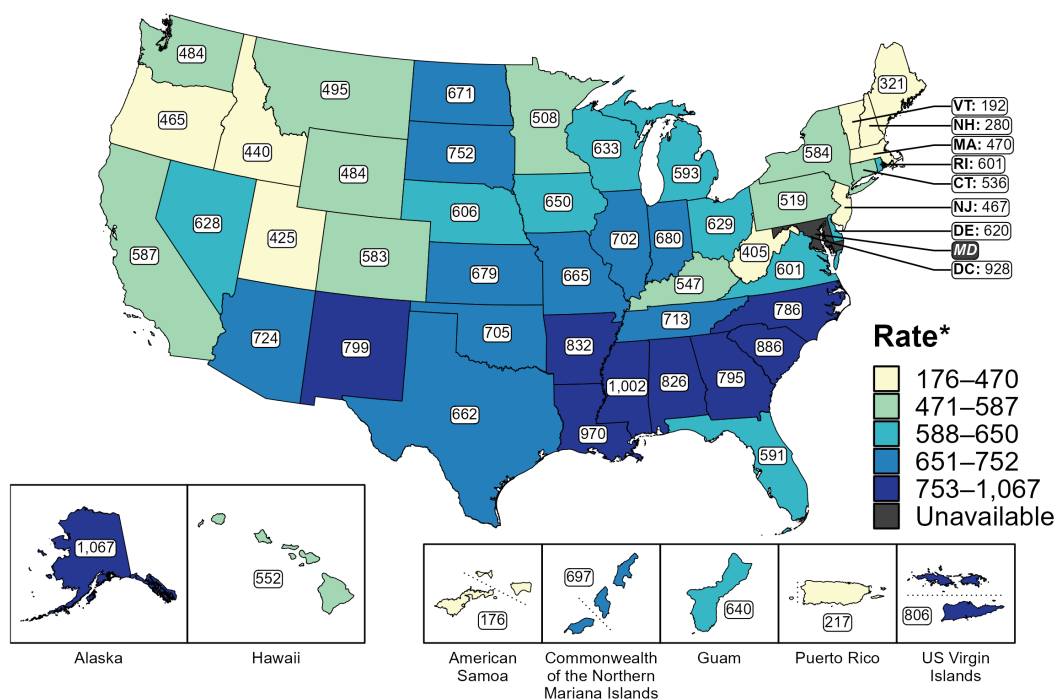 484
495
671
508
321
465
440
752
633
593
584
VT: 192
NH: 280
MA: 470
RI: 601
CT: 536
NJ: 467
DE: 620
MD
DC: 928
484
606
650
519
587
628
425
583
702
680
629
405
679
665
547
601
724
799
705
713
786
832
1,002
826
795
886
662
970
591
Rate*
176–470
471–587
588–650
651–752
753–1,067
Unavailable
1,067
552
176
697
640
217
806
Alaska
Hawaii
American
Samoa
Commonwealth
of the Northern
Mariana Islands
Guam
Puerto Rico
US Virgin
Islands